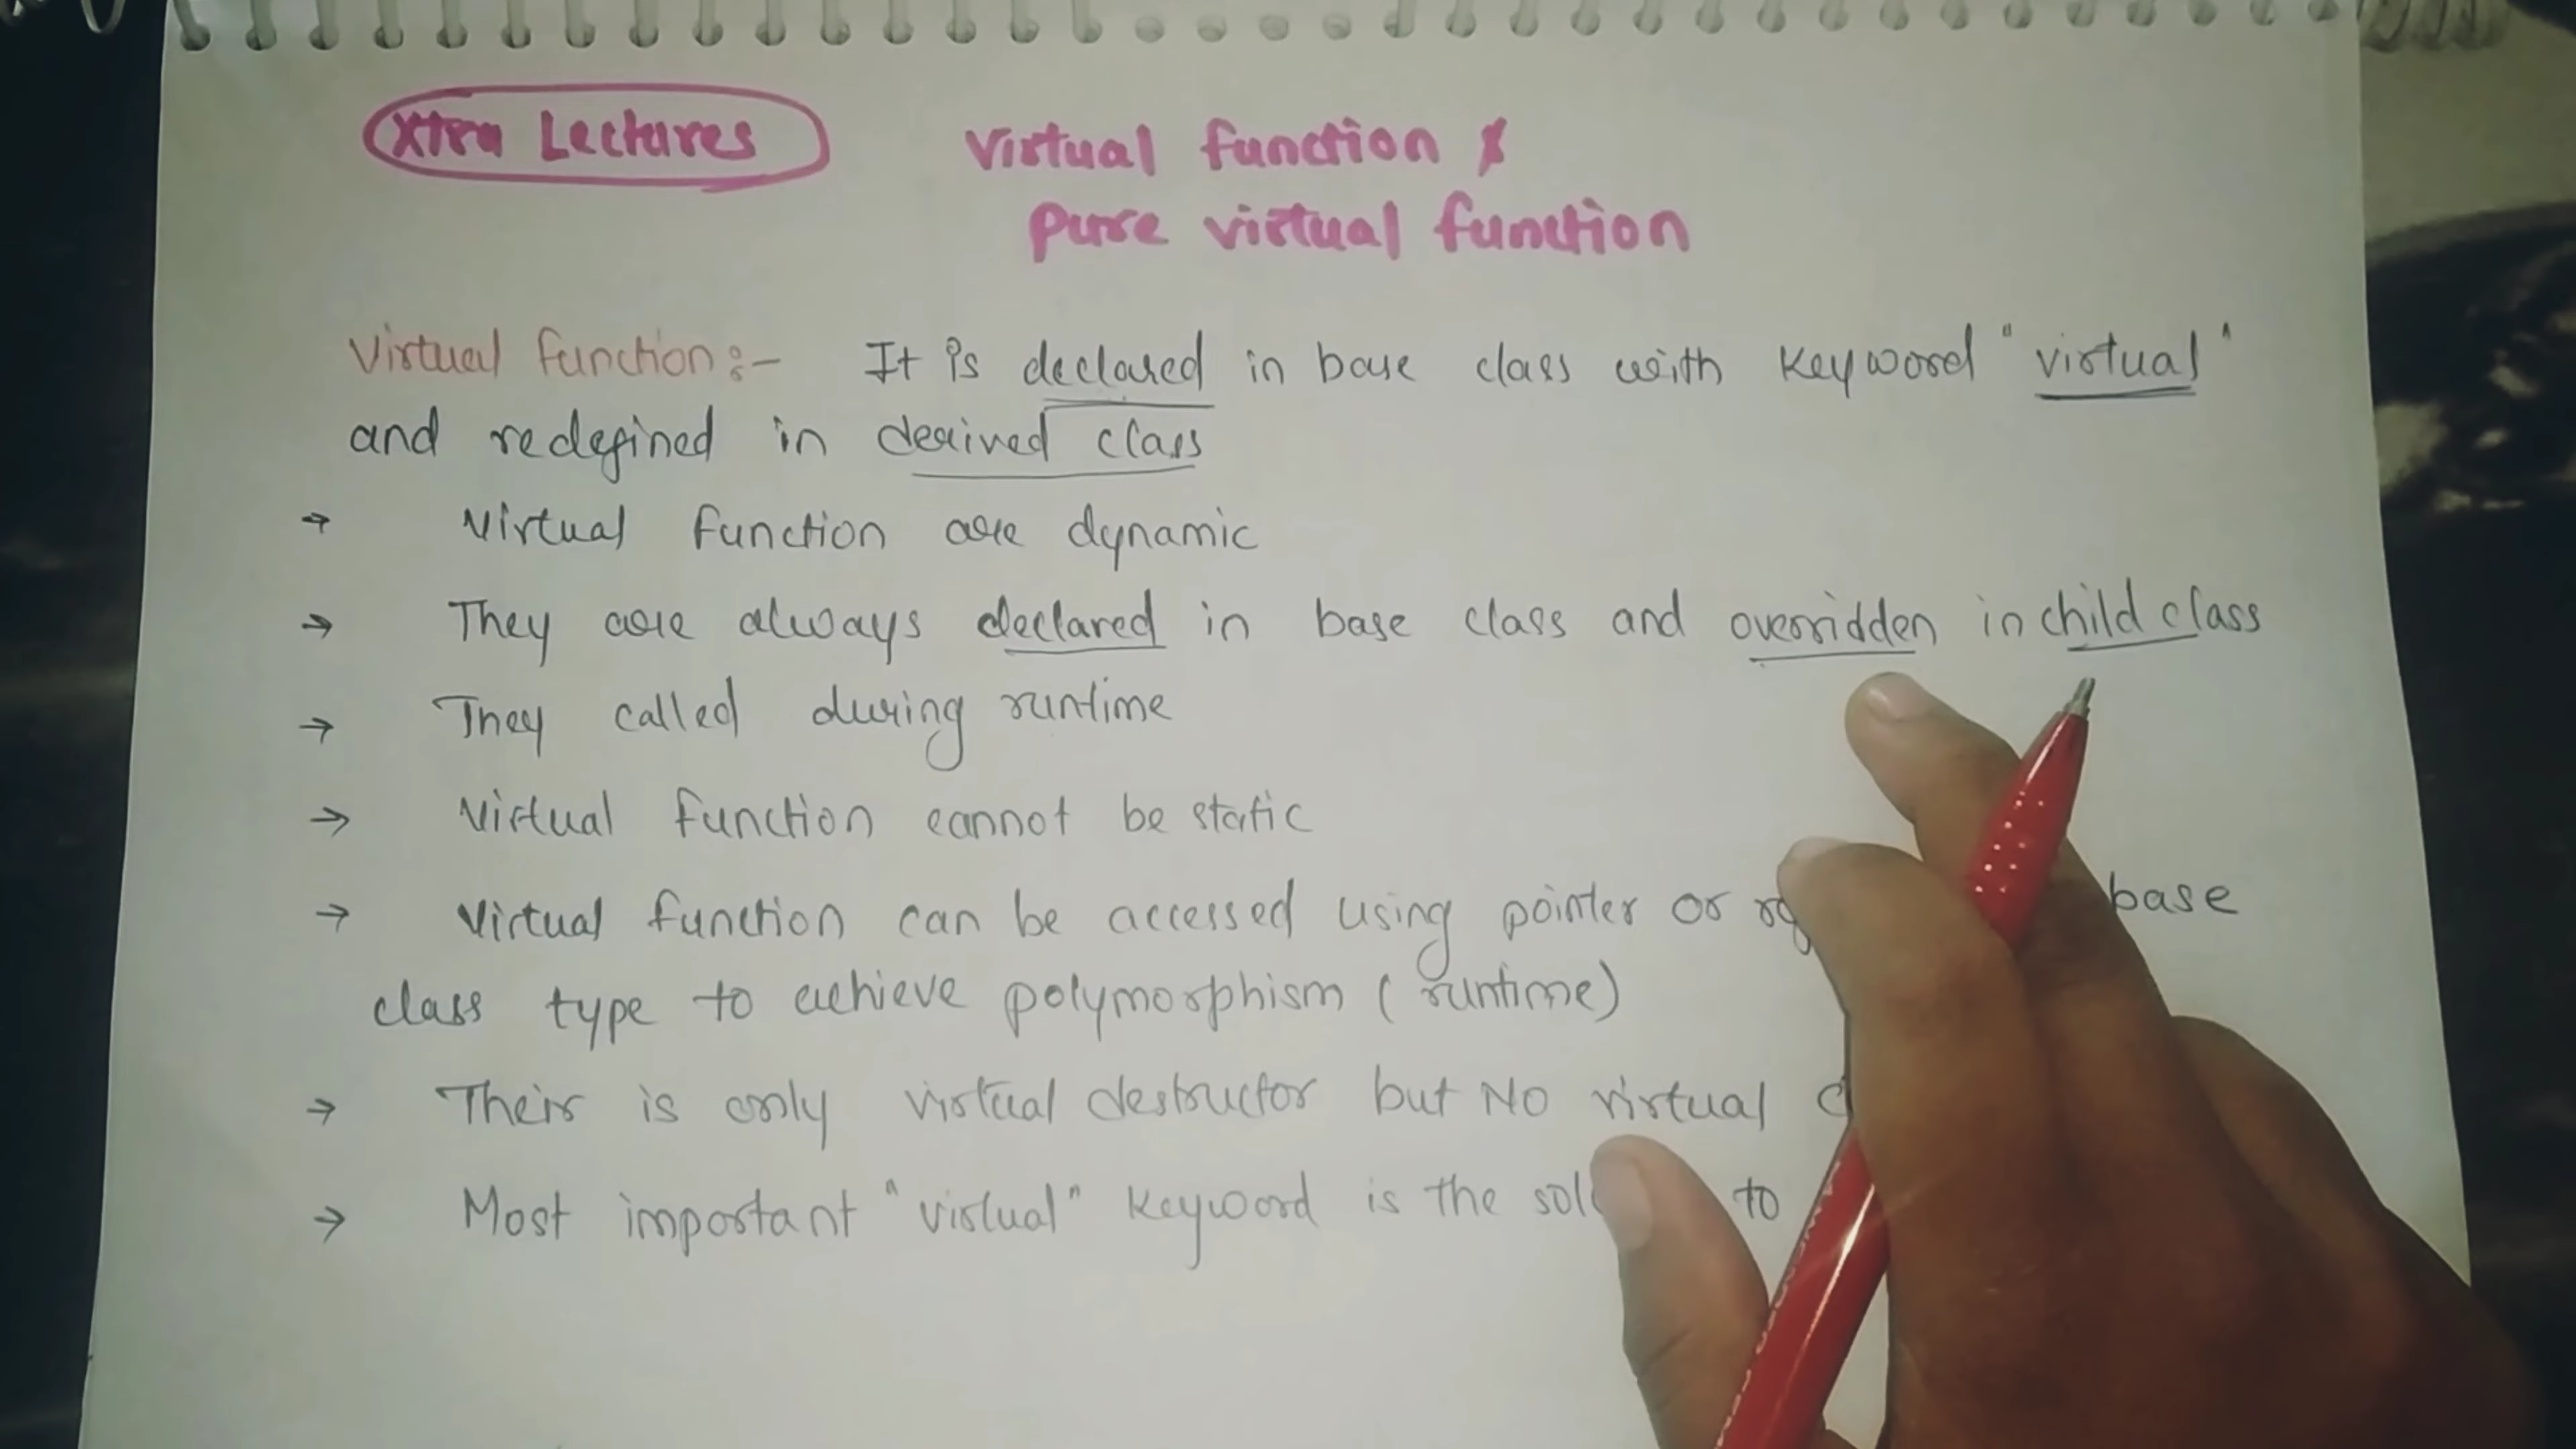 Xtra Lectures
Virtual function &
pure virtual function
Virtual function:- It is declared in base class with keyword "virtual"
and redefined in derived class
→ Virtual function are dynamic
→ They are always declared in base class and overridden in child class
→ They called during runtime
→ Virtual function cannot be static
→ Virtual function can be accessed using pointer or base
class type to achieve polymorphism (runtime)
→ Their is only virtual destructor but NO virtual
→ Most important "virtual" keyword is the to